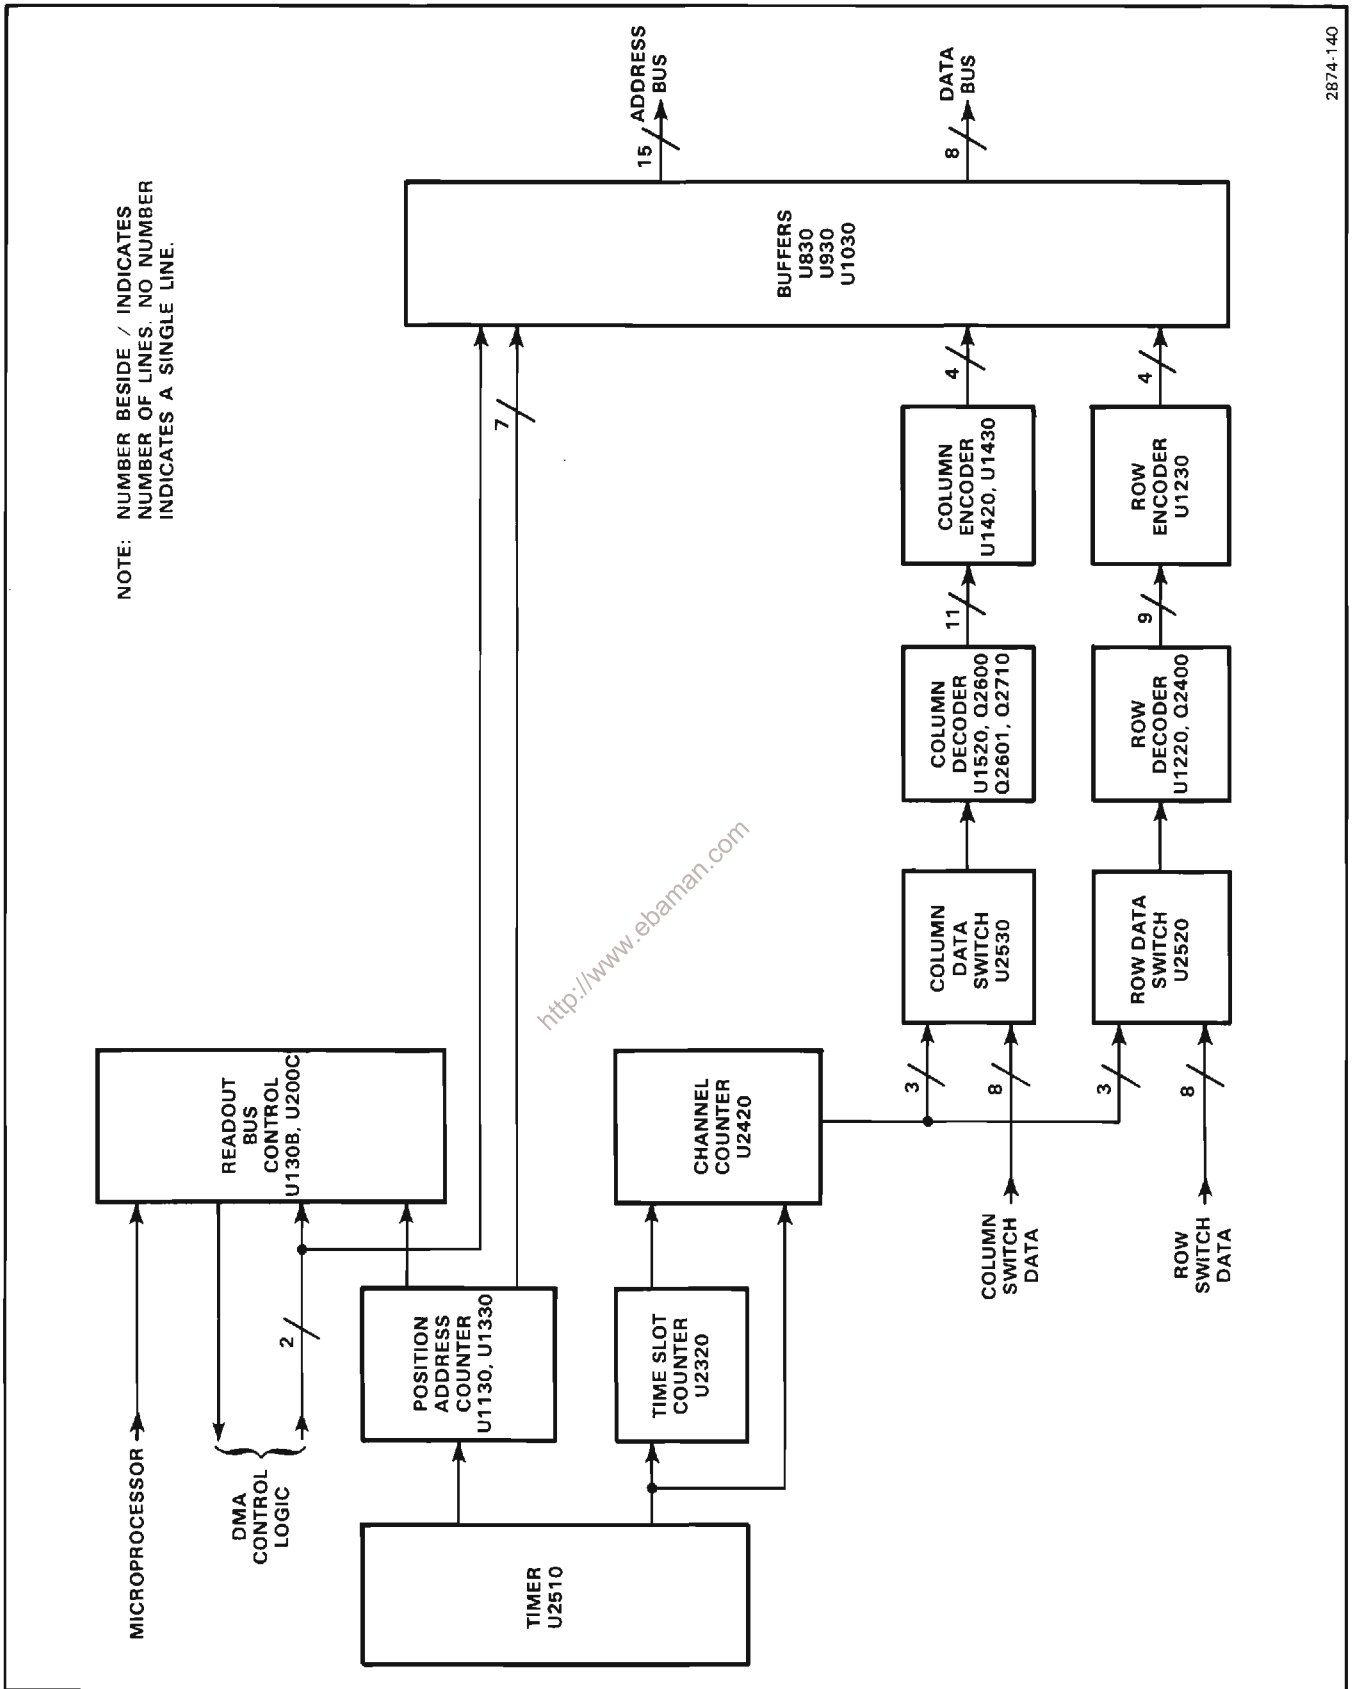 NOTE: NUMBER BESIDE / INDICATES
NUMBER OF LINES. NO NUMBER
INDICATES A SINGLE LINE.
MICROPROCESSOR
DMA
CONTROL
LOGIC
2
READOUT
BUS
CONTROL
U130B, U200C
TIMER
U2510
POSITION
ADDRESS
COUNTER
U1130, U1330
7
TIME SLOT
COUNTER
U2320
CHANNEL
COUNTER
U2420
COLUMN
SWITCH
DATA
ROW
SWITCH
DATA
3
8
3
8
COLUMN
DATA
SWITCH
U2530
ROW DATA
SWITCH
U2520
COLUMN
DECODER
U1520, Q2600
Q2601, Q2710
ROW
DECODER
U1220, Q2400
11
9
COLUMN
ENCODER
U1420, U1430
ROW
ENCODER
U1230
4
4
BUFFERS
U830
U930
U1030
15
ADDRESS
BUS
8
DATA
BUS
2874-140
http://www.ebaman.com